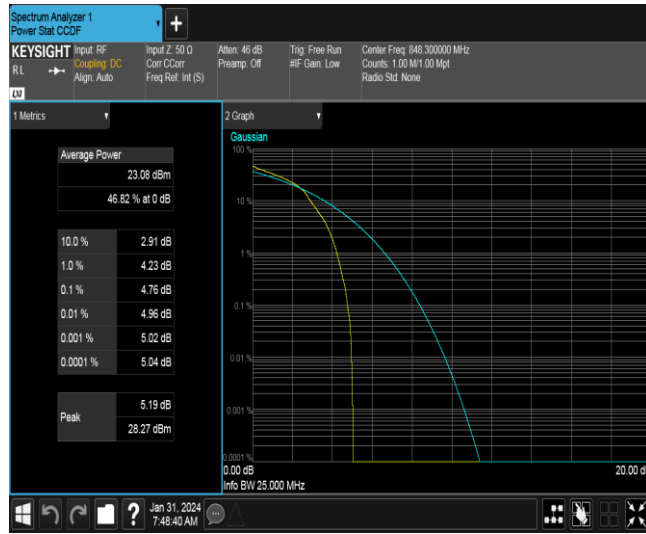 Spectrum Analyzer 1
Power Stat CCDF
+
KEYSIGHT
RL
LXI
Input: RF
Coupling: DC
Align: Auto
Input Z: 50 Ω
Corr CCorr
Freq Ref: Int (S)
Atten: 46 dB
Preamp: Off
Trig: Free Run
#IF Gain: Low
Center Freq: 848.300000 MHz
Counts: 1.00 M/1.00 Mpt
Radio Std: None
1 Metrics
Average Power
23.08 dBm
46.82 % at 0 dB
10.0 % 2.91 dB
1.0 % 4.23 dB
0.1 % 4.76 dB
0.01 % 4.96 dB
0.001 % 5.02 dB
0.0001 % 5.04 dB
Peak
5.19 dB
28.27 dBm
2 Graph
Gaussian
100 %
10 %
1 %
0.1 %
0.01 %
0.001 %
0.0001 %
0.00 dB
20.00 d
Info BW 25.000 MHz
?
Jan 31, 2024
7:48:40 AM